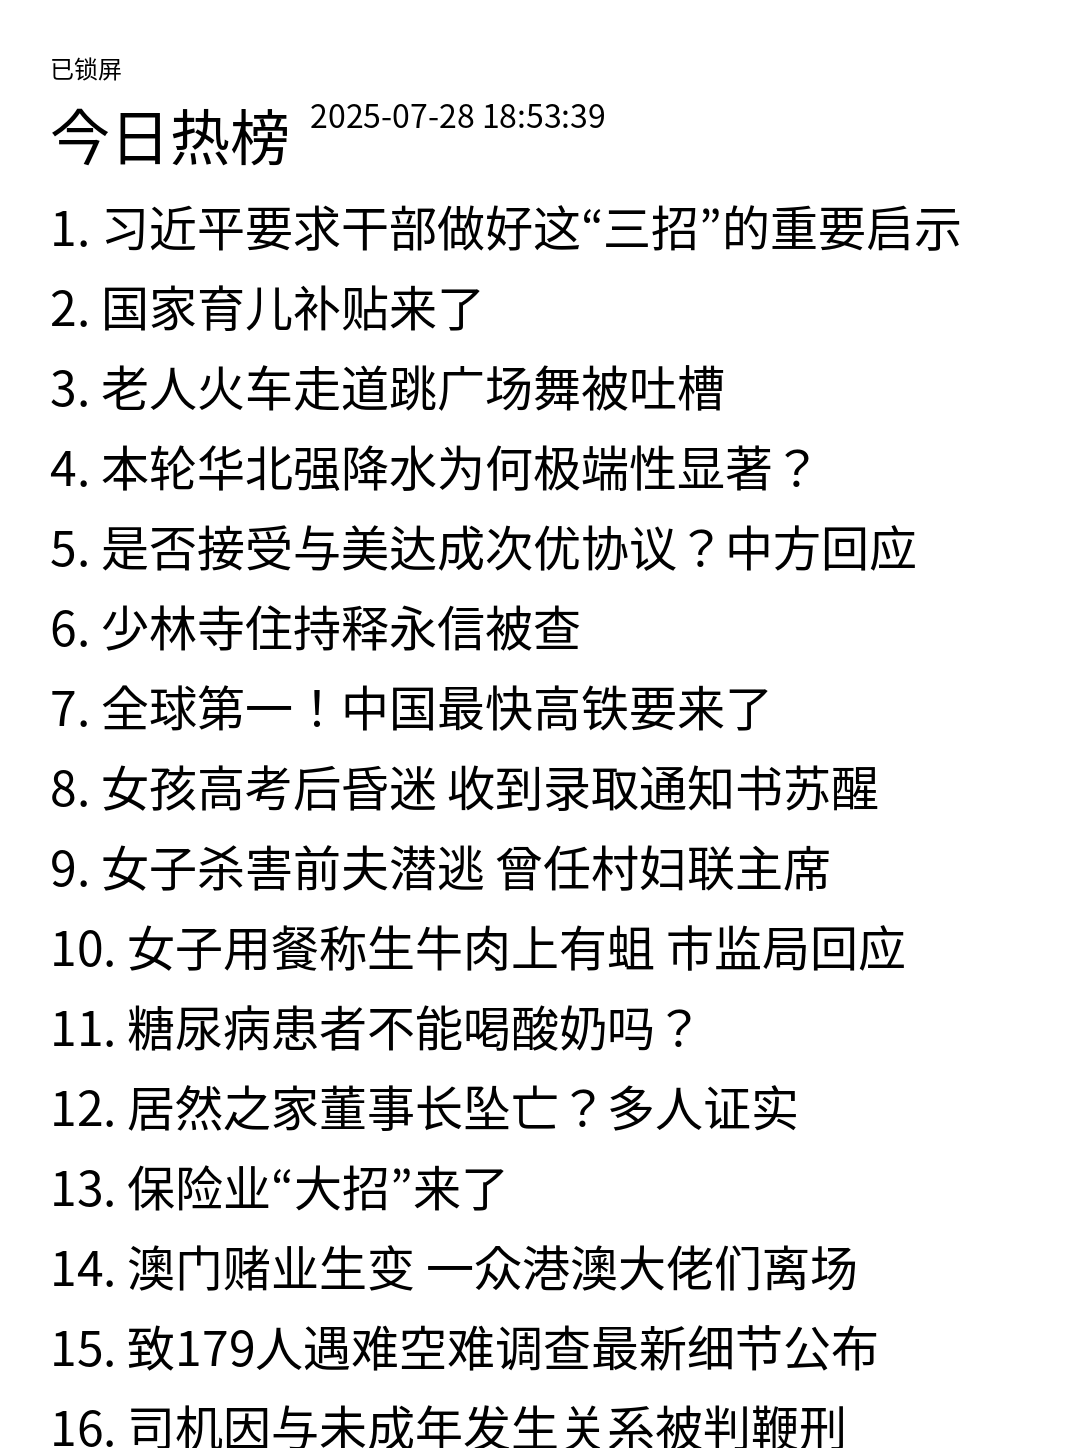 已锁屏
今日热榜 2025-07-28 18:53:39
1. 习近平要求干部做好这“三招”的重要启示
2. 国家育儿补贴来了
3. 老人火车走道跳广场舞被吐槽
4. 本轮华北强降水为何极端性显著？
5. 是否接受与美达成次优协议？中方回应
6. 少林寺住持释永信被查
7. 全球第一！中国最快高铁要来了
8. 女孩高考后昏迷 收到录取通知书苏醒
9. 女子杀害前夫潜逃 曾任村妇联主席
10. 女子用餐称生牛肉上有蛆 市监局回应
11. 糖尿病患者不能喝酸奶吗？
12. 居然之家董事长坠亡？多人证实
13. 保险业“大招”来了
14. 澳门赌业生变 一众港澳大佬们离场
15. 致179人遇难空难调查最新细节公布
16. 司机因与未成年发生关系被判鞭刑